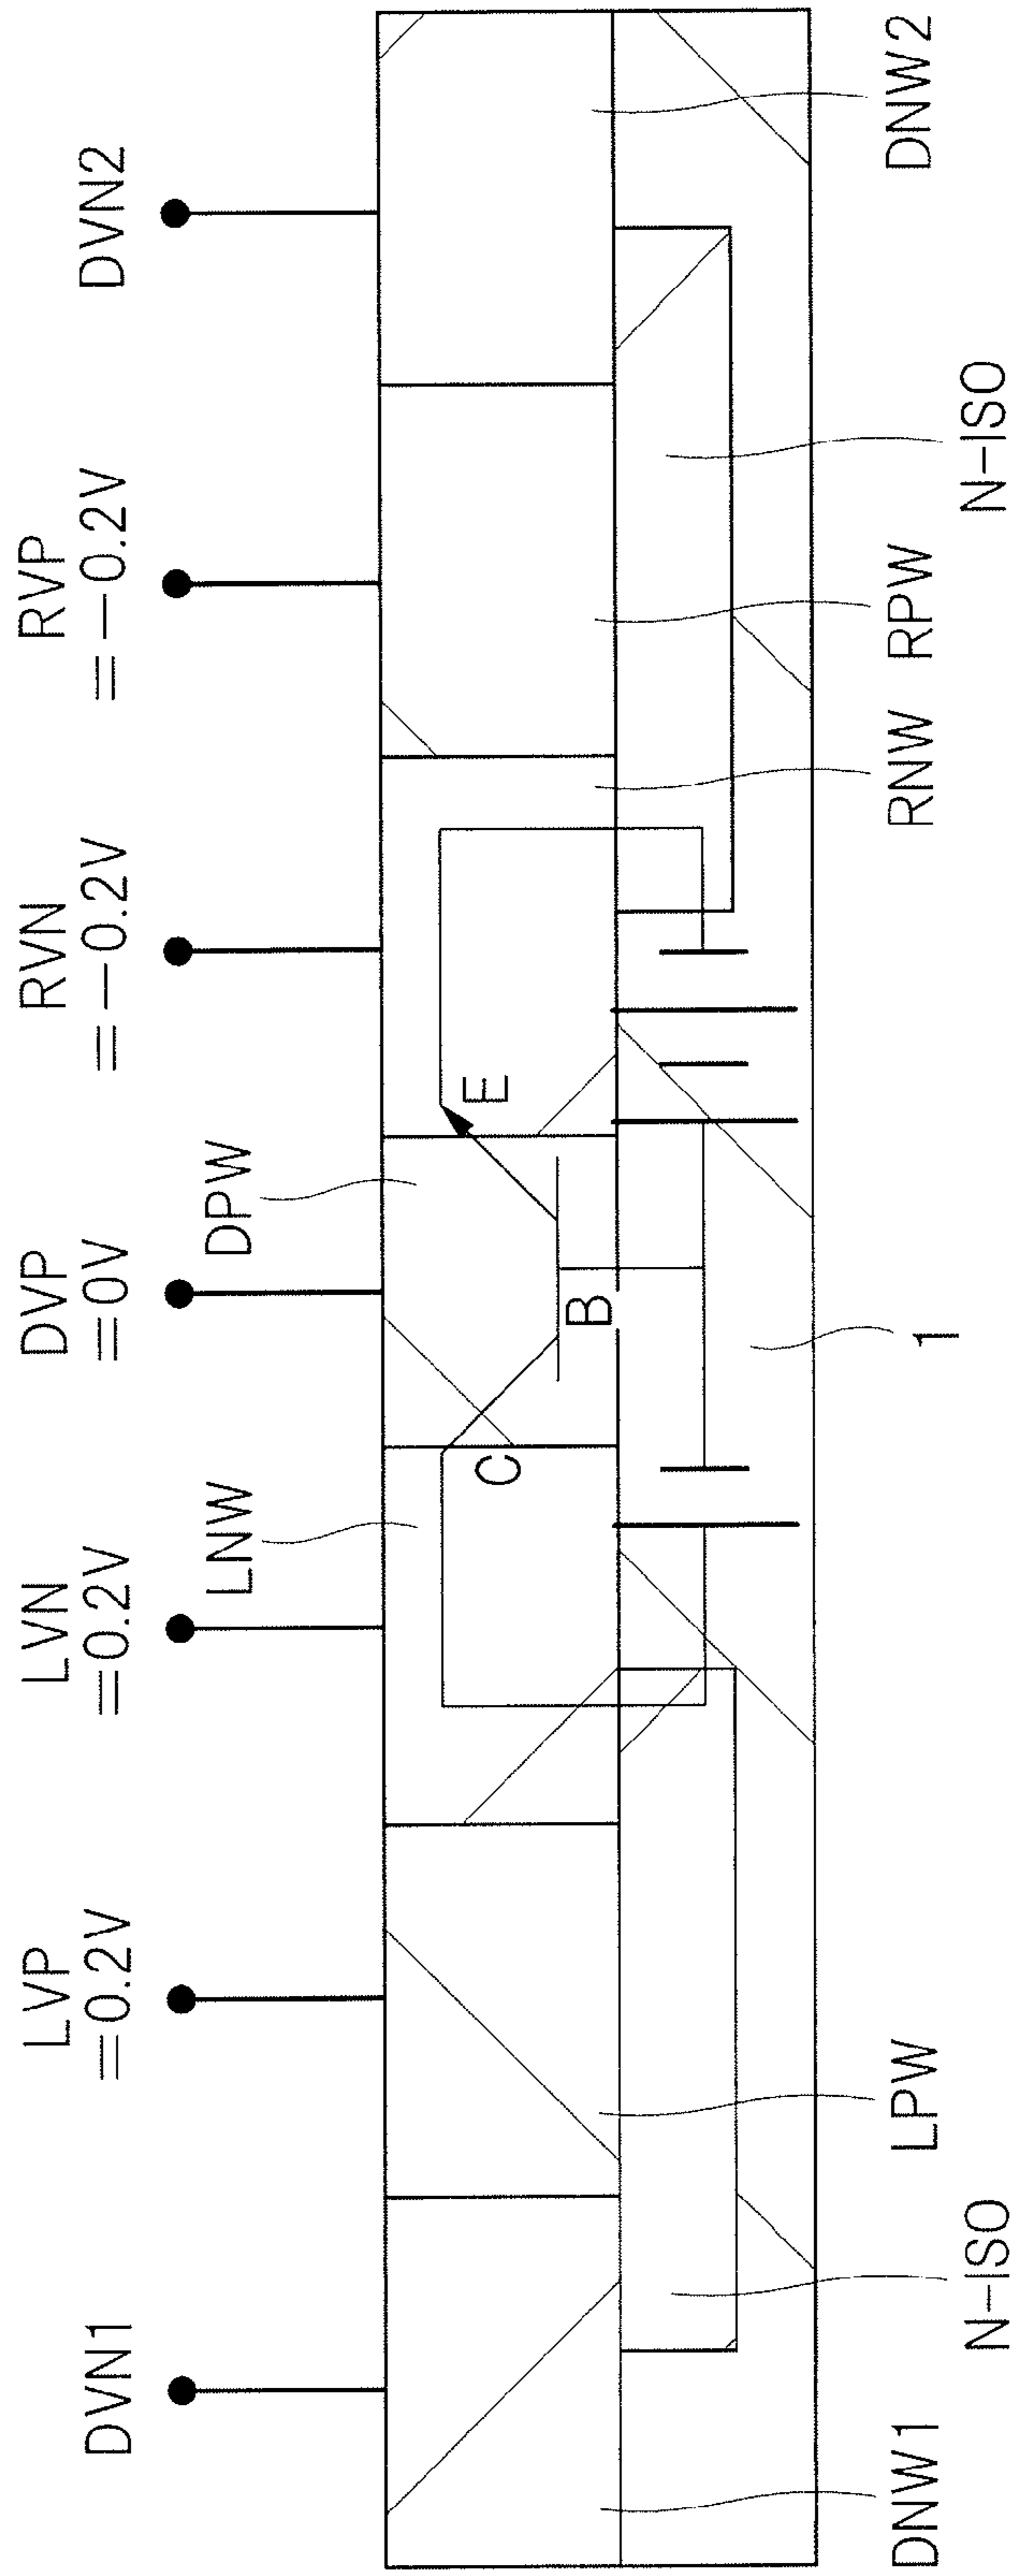 DVN1
LVP
=0.2V
LVN
=0.2V
DVP
=0V
RVN
=−0.2V
RVP
=−0.2V
DVN2
LNW
DPW
C
B
E
DNW1
N-ISO
LPW
1
RNW
RPW
N-ISO
DNW2